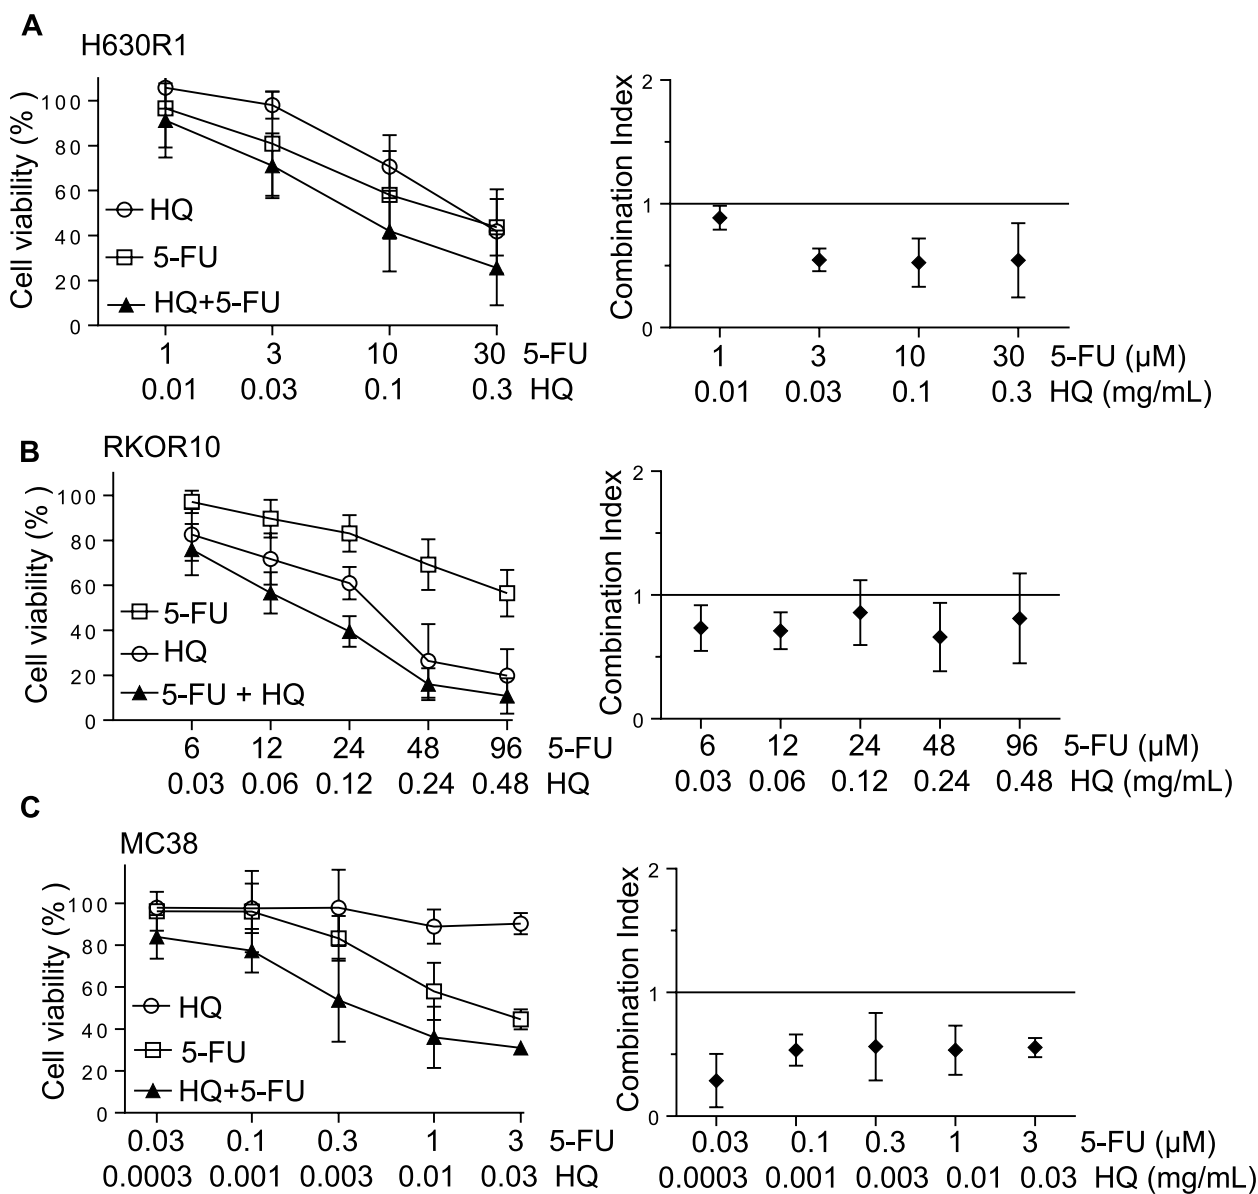 A
H630R1
Cell viability (% )
100
80
60
40
20
0
HQ
5-FU
HQ+5-FU
1 3 10 30 5-FU
0.01 0.03 0.1 0.3 HQ
Combination Index
2
1
0
1 3 10 30 5-FU (µM)
0.01 0.03 0.1 0.3 HQ (mg/mL)
B
RKOR10
Cell viability (% )
100
80
60
40
20
0
5-FU
HQ
5-FU + HQ
6 12 24 48 96 5-FU
0.03 0.06 0.12 0.24 0.48 HQ
Combination Index
2
1
0
6 12 24 48 96 5-FU (µM)
0.03 0.06 0.12 0.24 0.48 HQ (mg/mL)
C
MC38
Cell viability (% )
100
80
60
40
20
0
HQ
5-FU
HQ+5-FU
0.03 0.1 0.3 1 3 5-FU
0.0003 0.001 0.003 0.01 0.03 HQ
Combination Index
2
1
0
0.03 0.1 0.3 1 3 5-FU (µM)
0.0003 0.001 0.003 0.01 0.03 HQ (mg/mL)